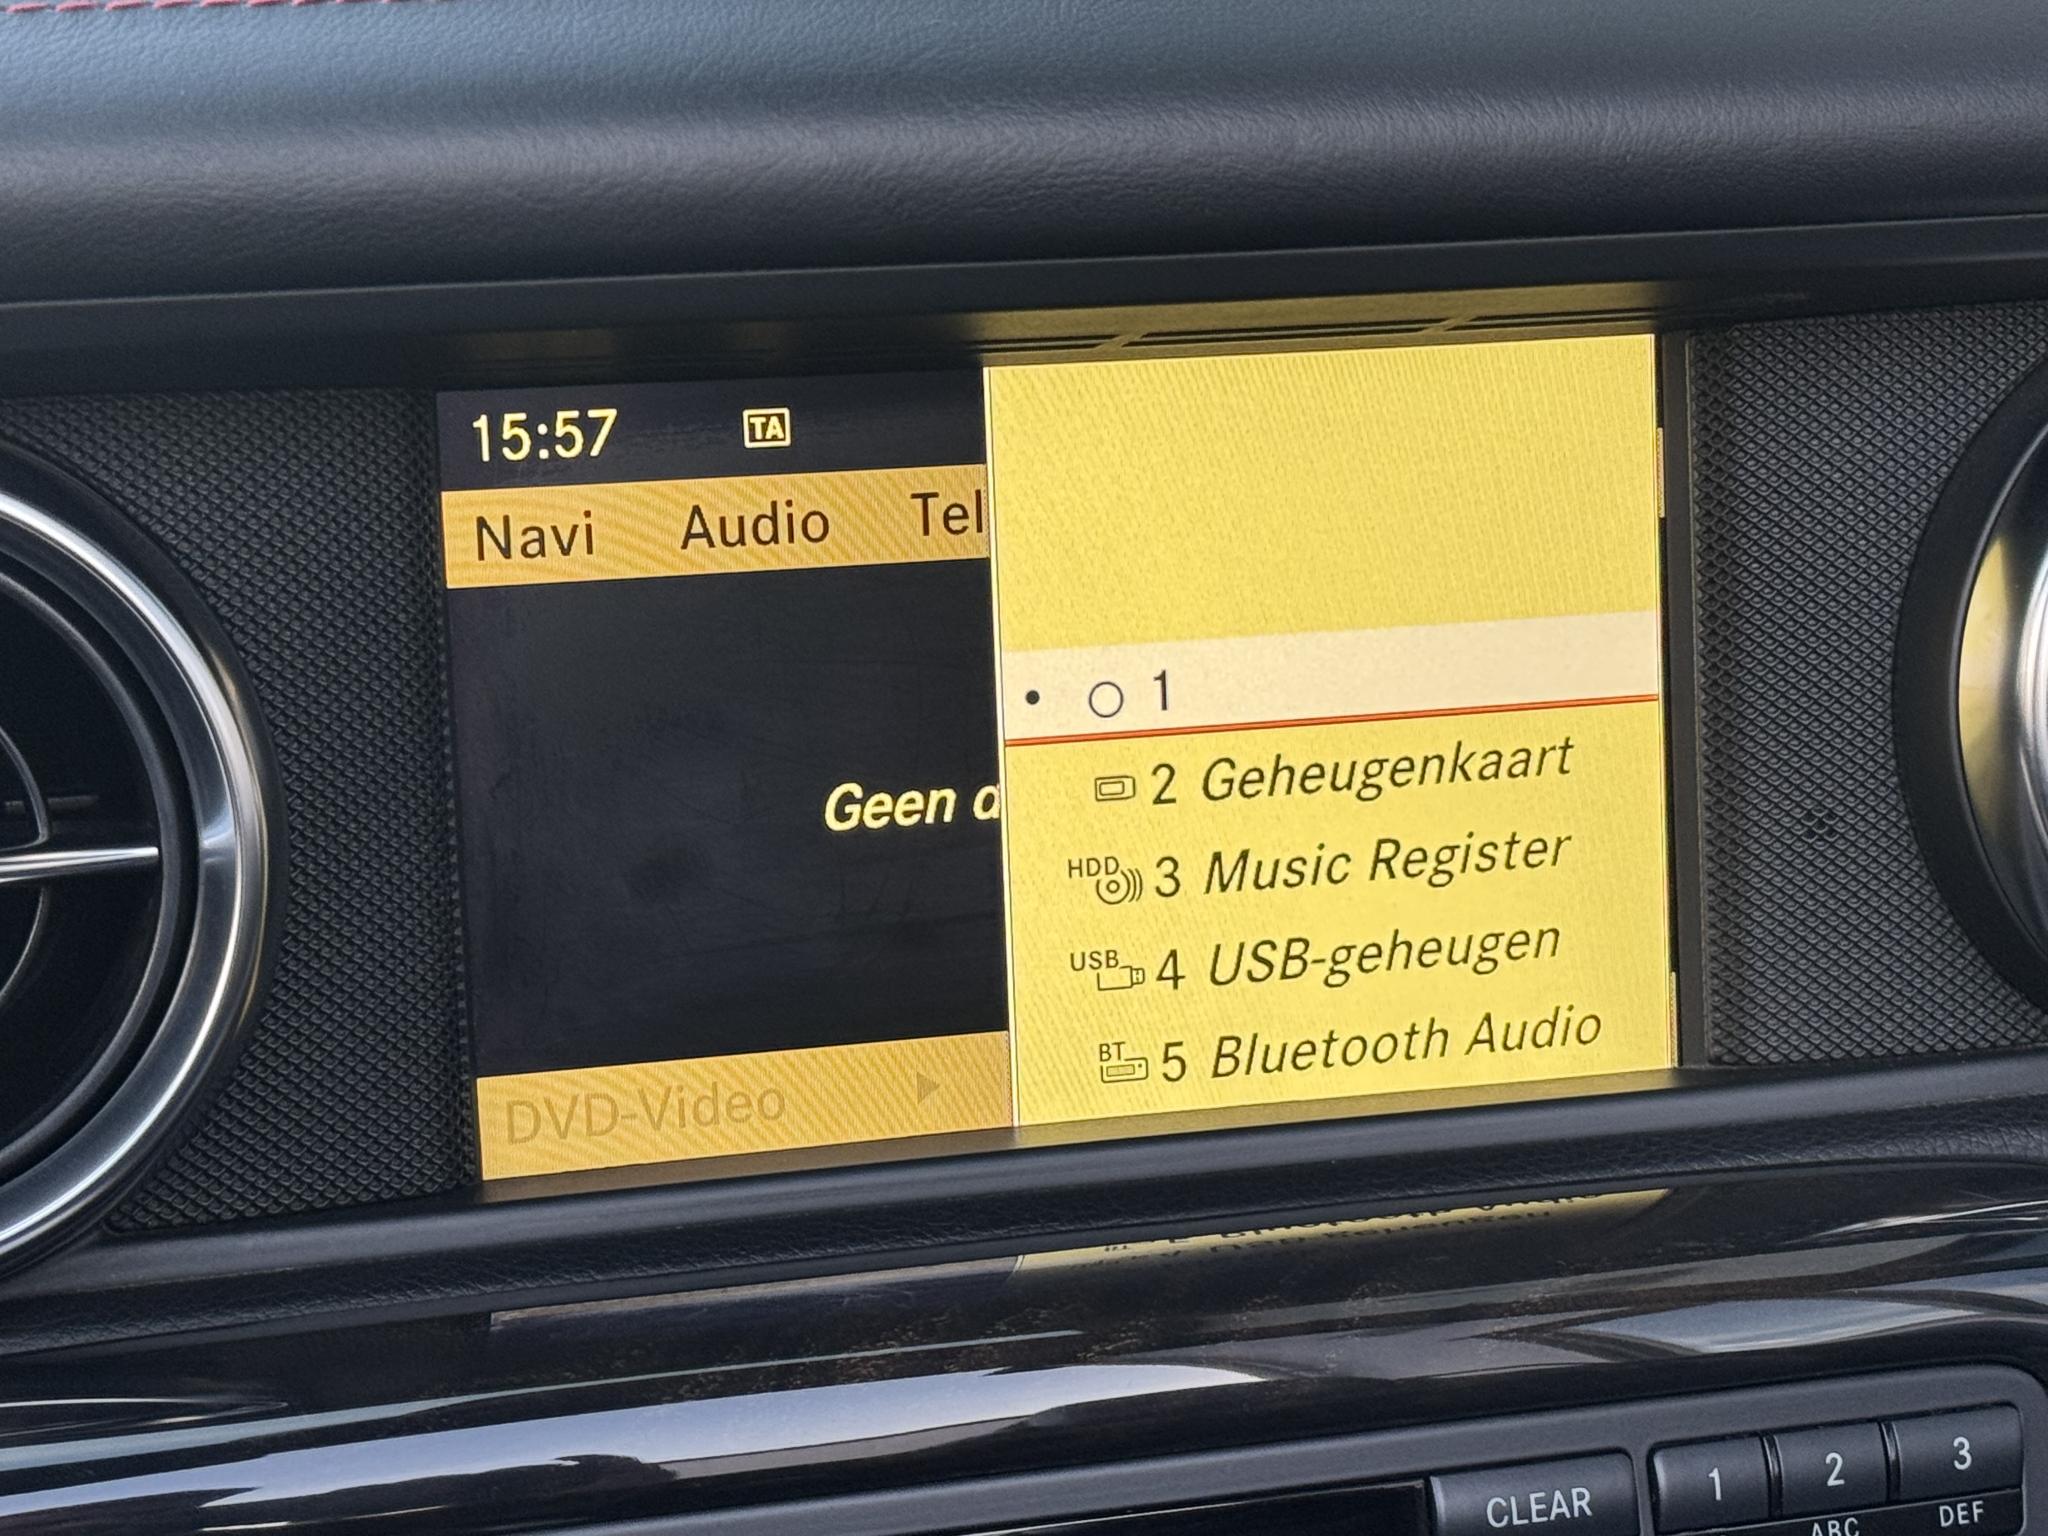 15:57 TA
Navi Audio Tel
1
2 Geheugenkaart
Geen d
HDD 3 Music Register
USB 4 USB-geheugen
BT 5 Bluetooth Audio
DVD-Video
CLEAR 1 2 3
ABC DEF